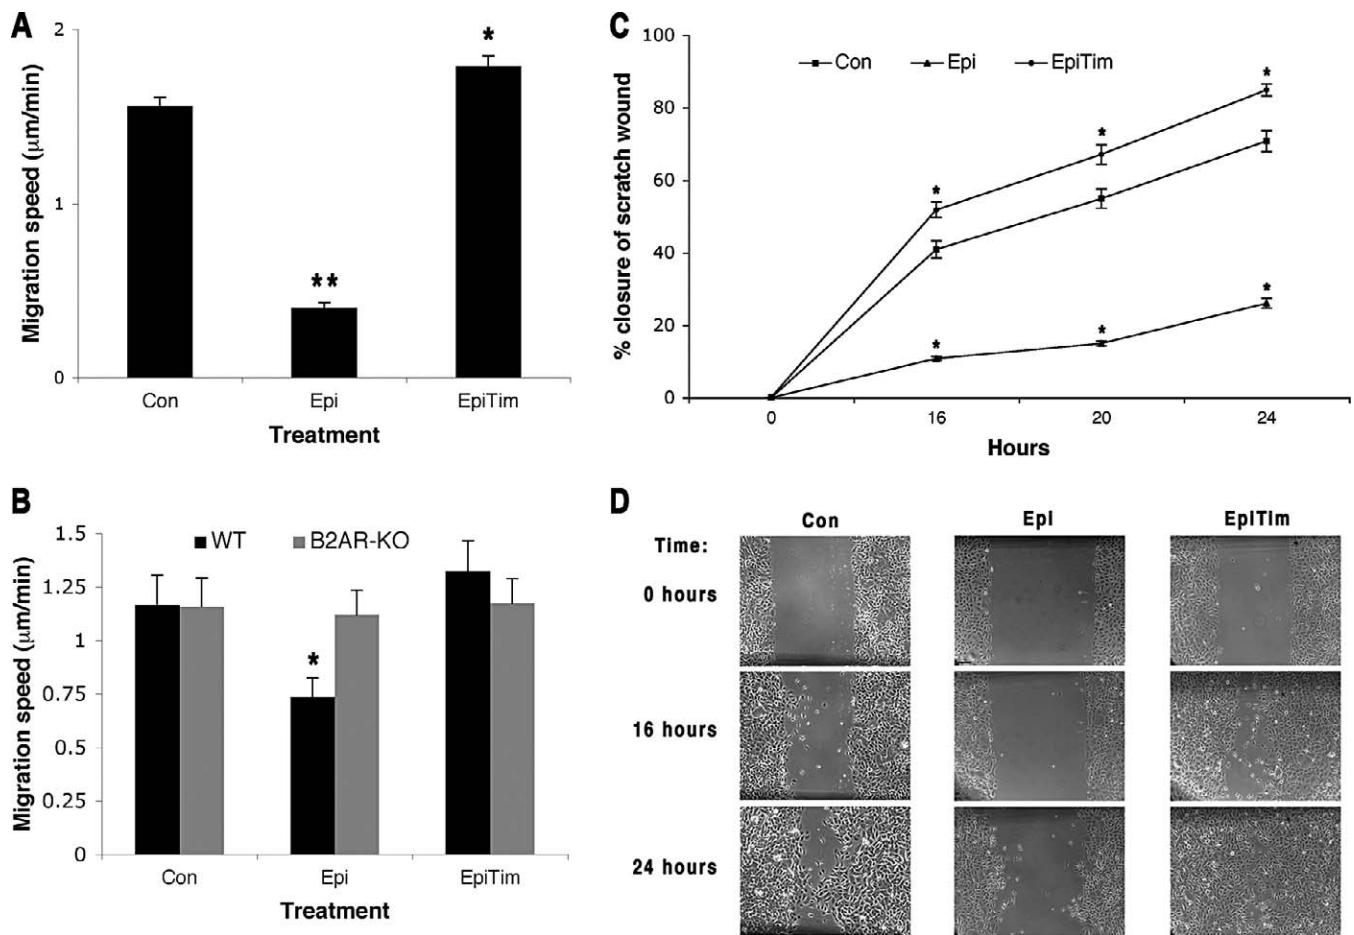 A
2
1
0
Migration speed (μm/min)
**
*
Con Epi EpiTim
Treatment
B
1.5
1.25
1
0.75
0.5
0.25
0
Migration speed (μm/min)
WT B2AR-KO
*
Con Epi EpiTim
Treatment
C
100
80
60
40
20
0
% closure of scratch wound
Con Epi EpiTim
* * *
* * *
0 16 20 24
Hours
D
Con Epi EpiTim
Time:
0 hours
16 hours
24 hours